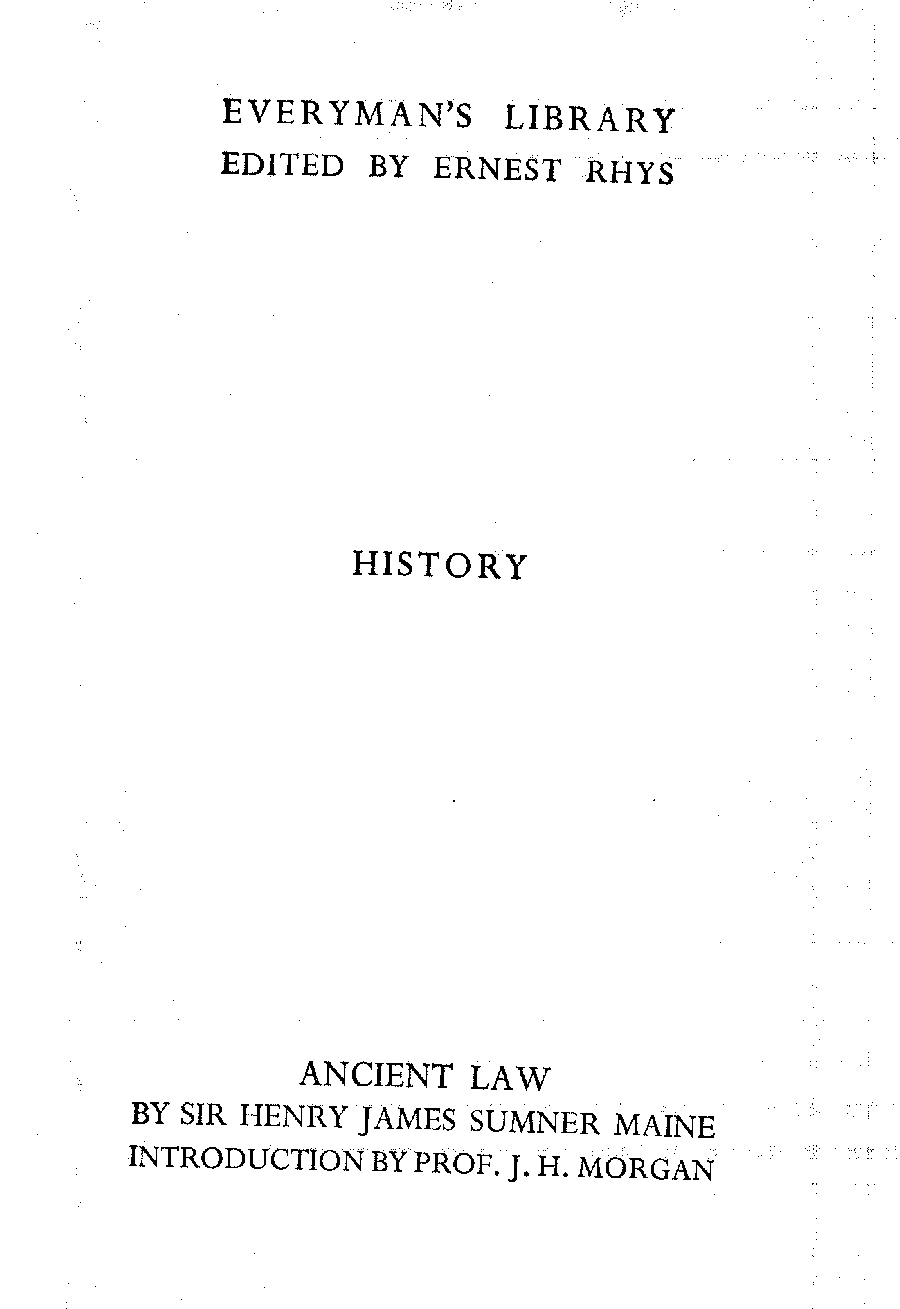 EVERYMAN'S LIBRARY
EDITED BY ERNEST RHYS
HISTORY
ANCIENT LAW
BY SIR HENRY JAMES SUMNER MAINE
INTRODUCTION BY PROF. J. H. MORGAN